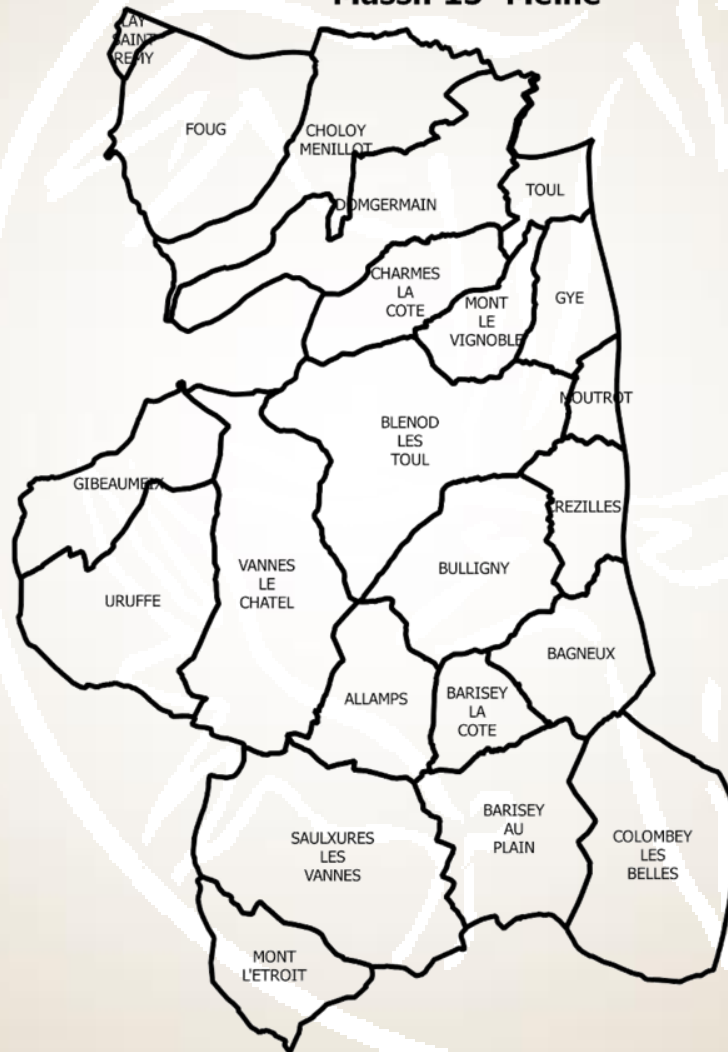 Massif 15 Meine
LAY
SAINT
REMY
FOUG
CHOLOY
MENILLOT
DOMGERMAIN
TOUL
CHARMES
LA
COTE
MONT
LE
VIGNOBLE
GYE
MOUTROT
BLENOD
LES
TOUL
GIBEAUMEIX
CREZILLES
BULLIGNY
VANNES
LE
CHATEL
URUFFE
BAGNEUX
ALLAMPS
BARISEY
LA
COTE
BARISEY
AU
PLAIN
SAULXURES
LES
VANNES
COLOMBEY
LES
BELLES
MONT
L'ETROIT